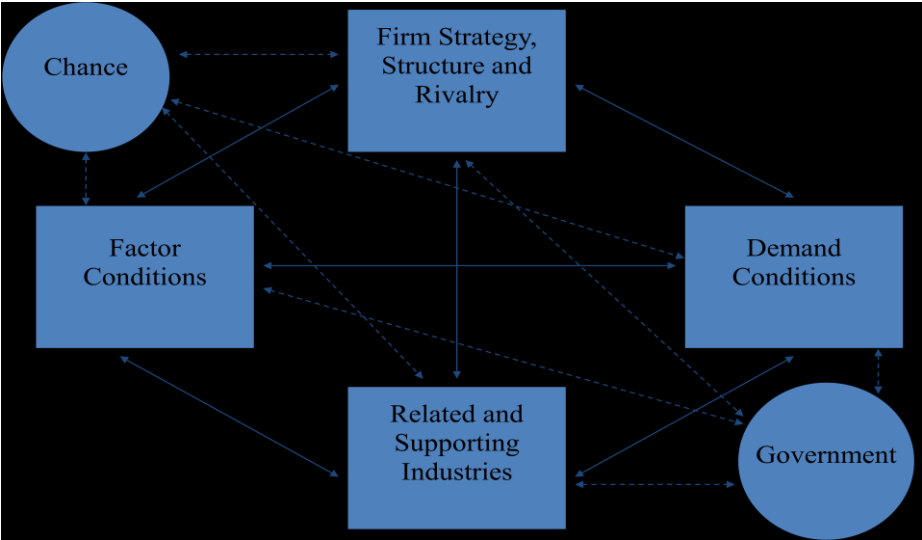 Chance
Firm Strategy,
Structure and
Rivalry
Factor
Conditions
Demand
Conditions
Related and
Supporting
Industries
Government